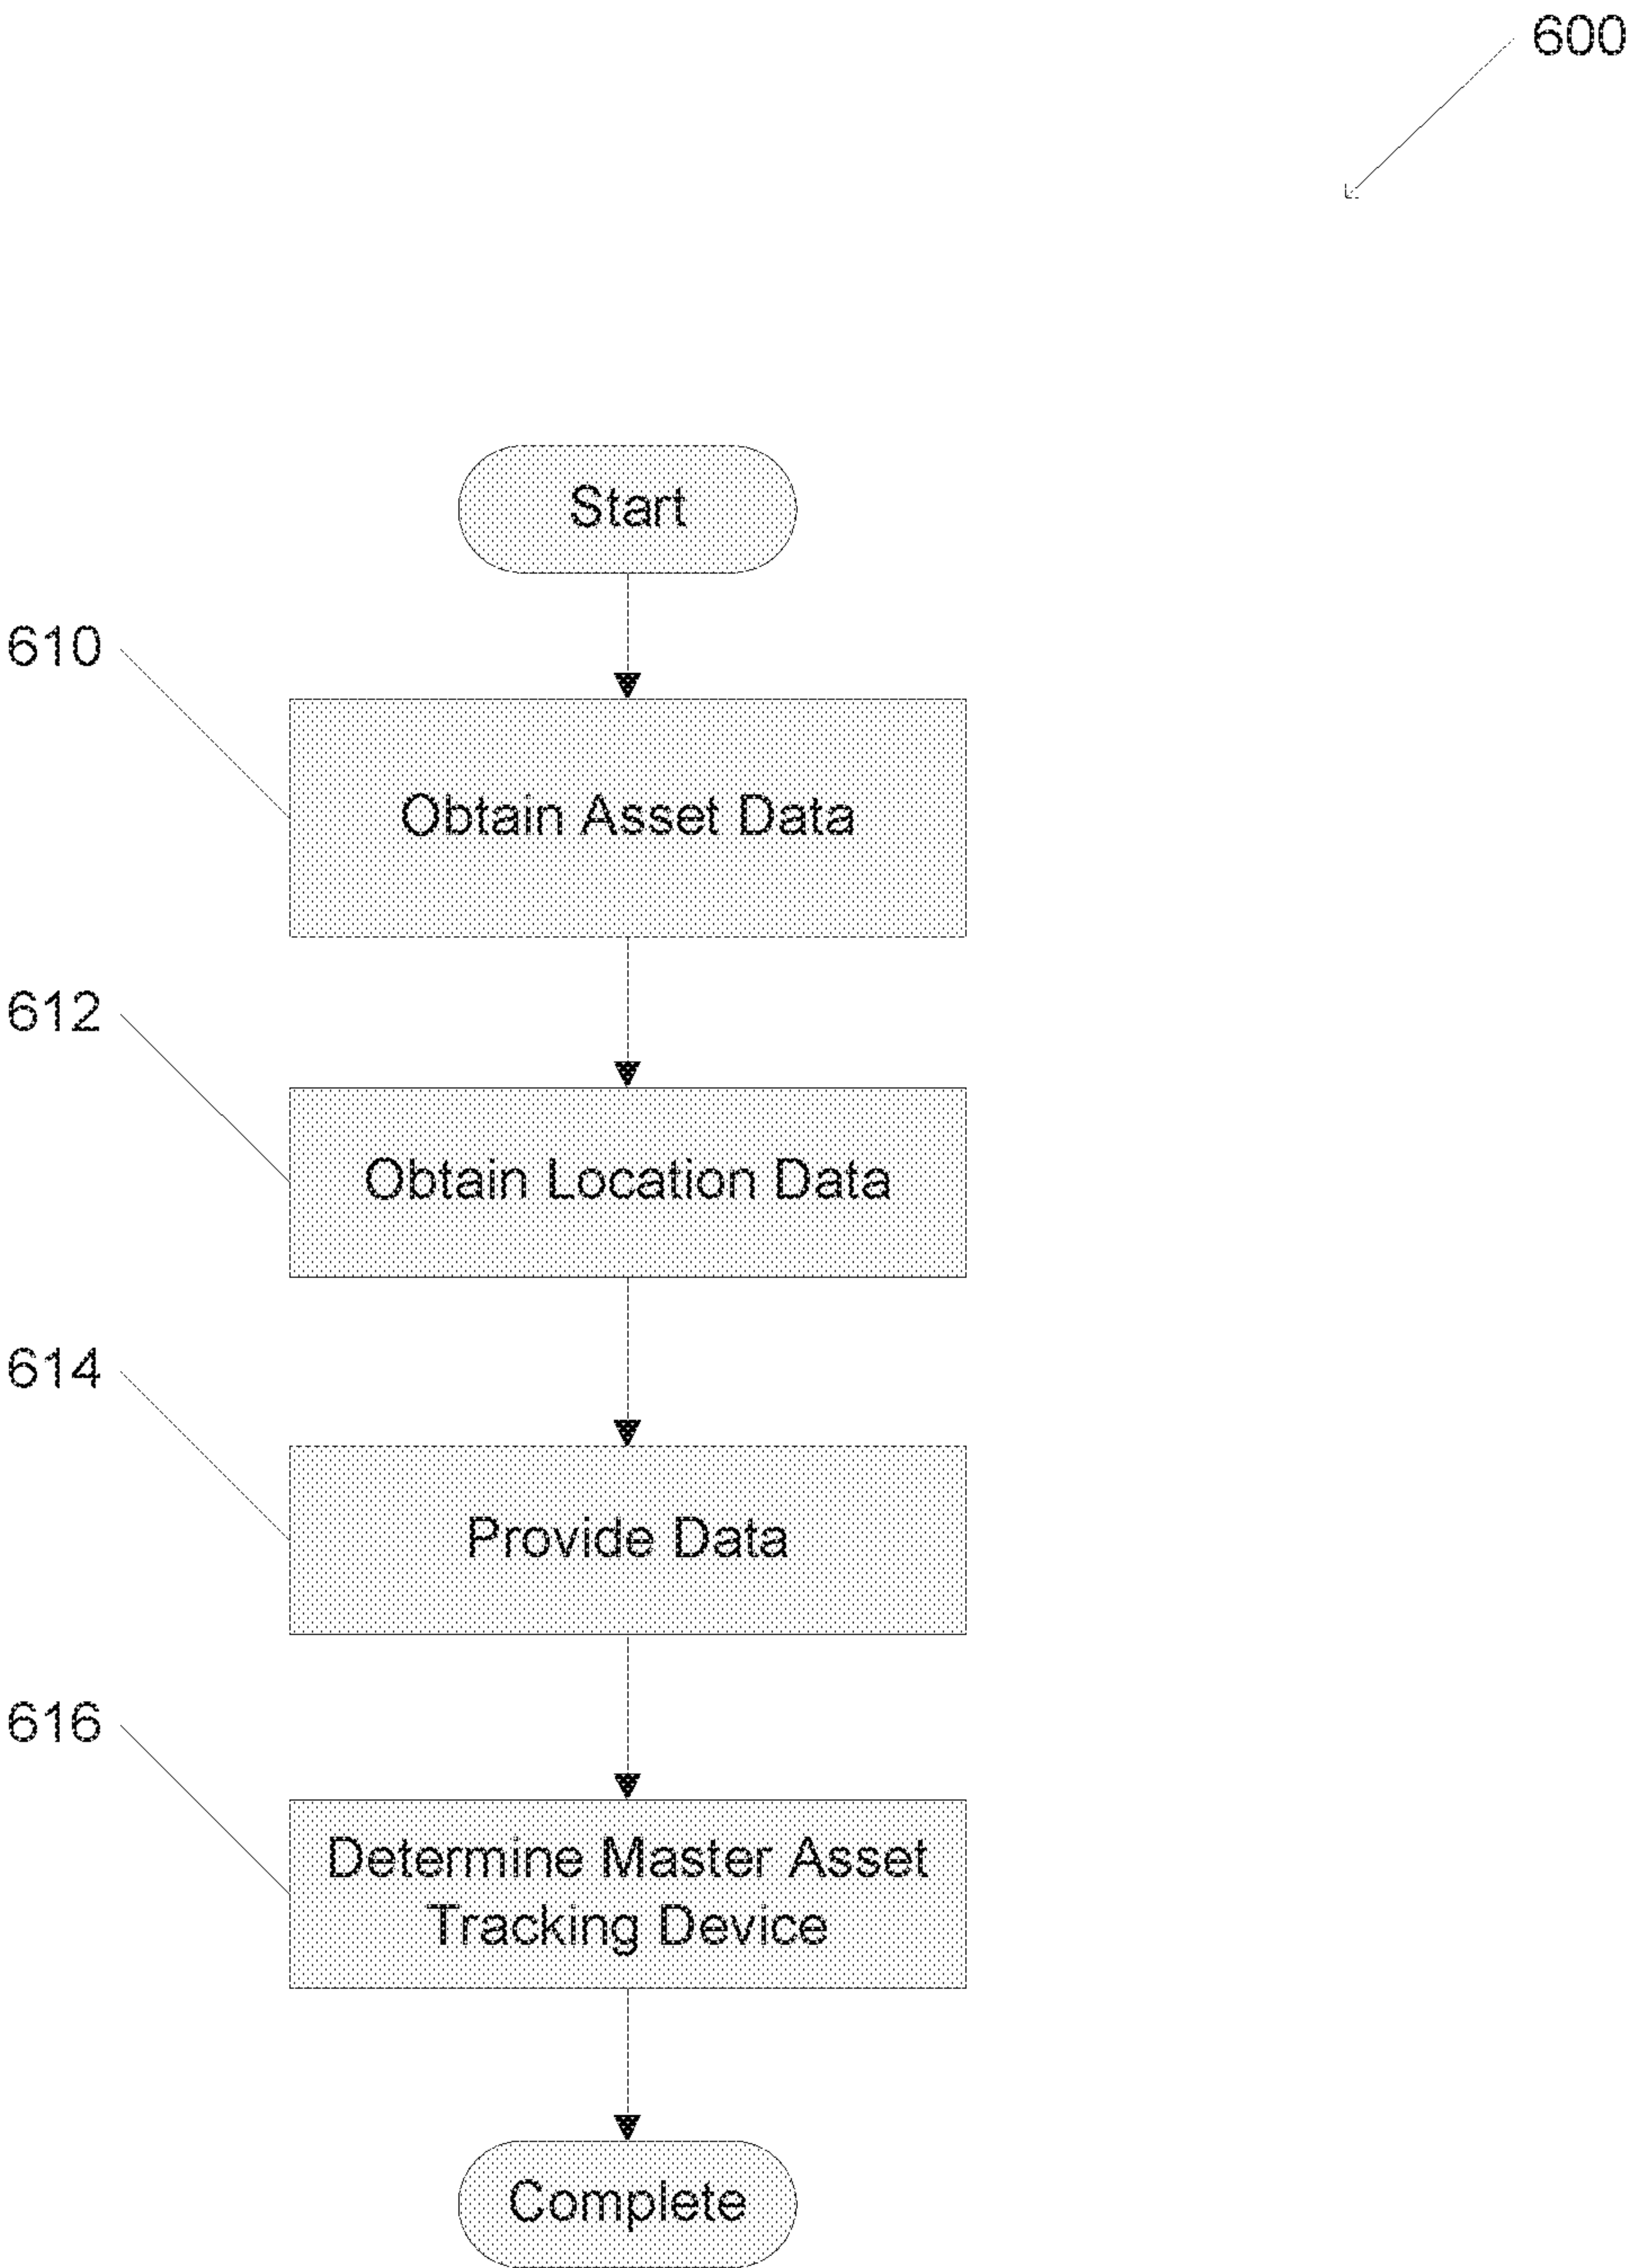 600
Start
610
Obtain Asset Data
612
Obtain Location Data
614
Provide Data
616
Determine Master Asset
Tracking Device
Complete